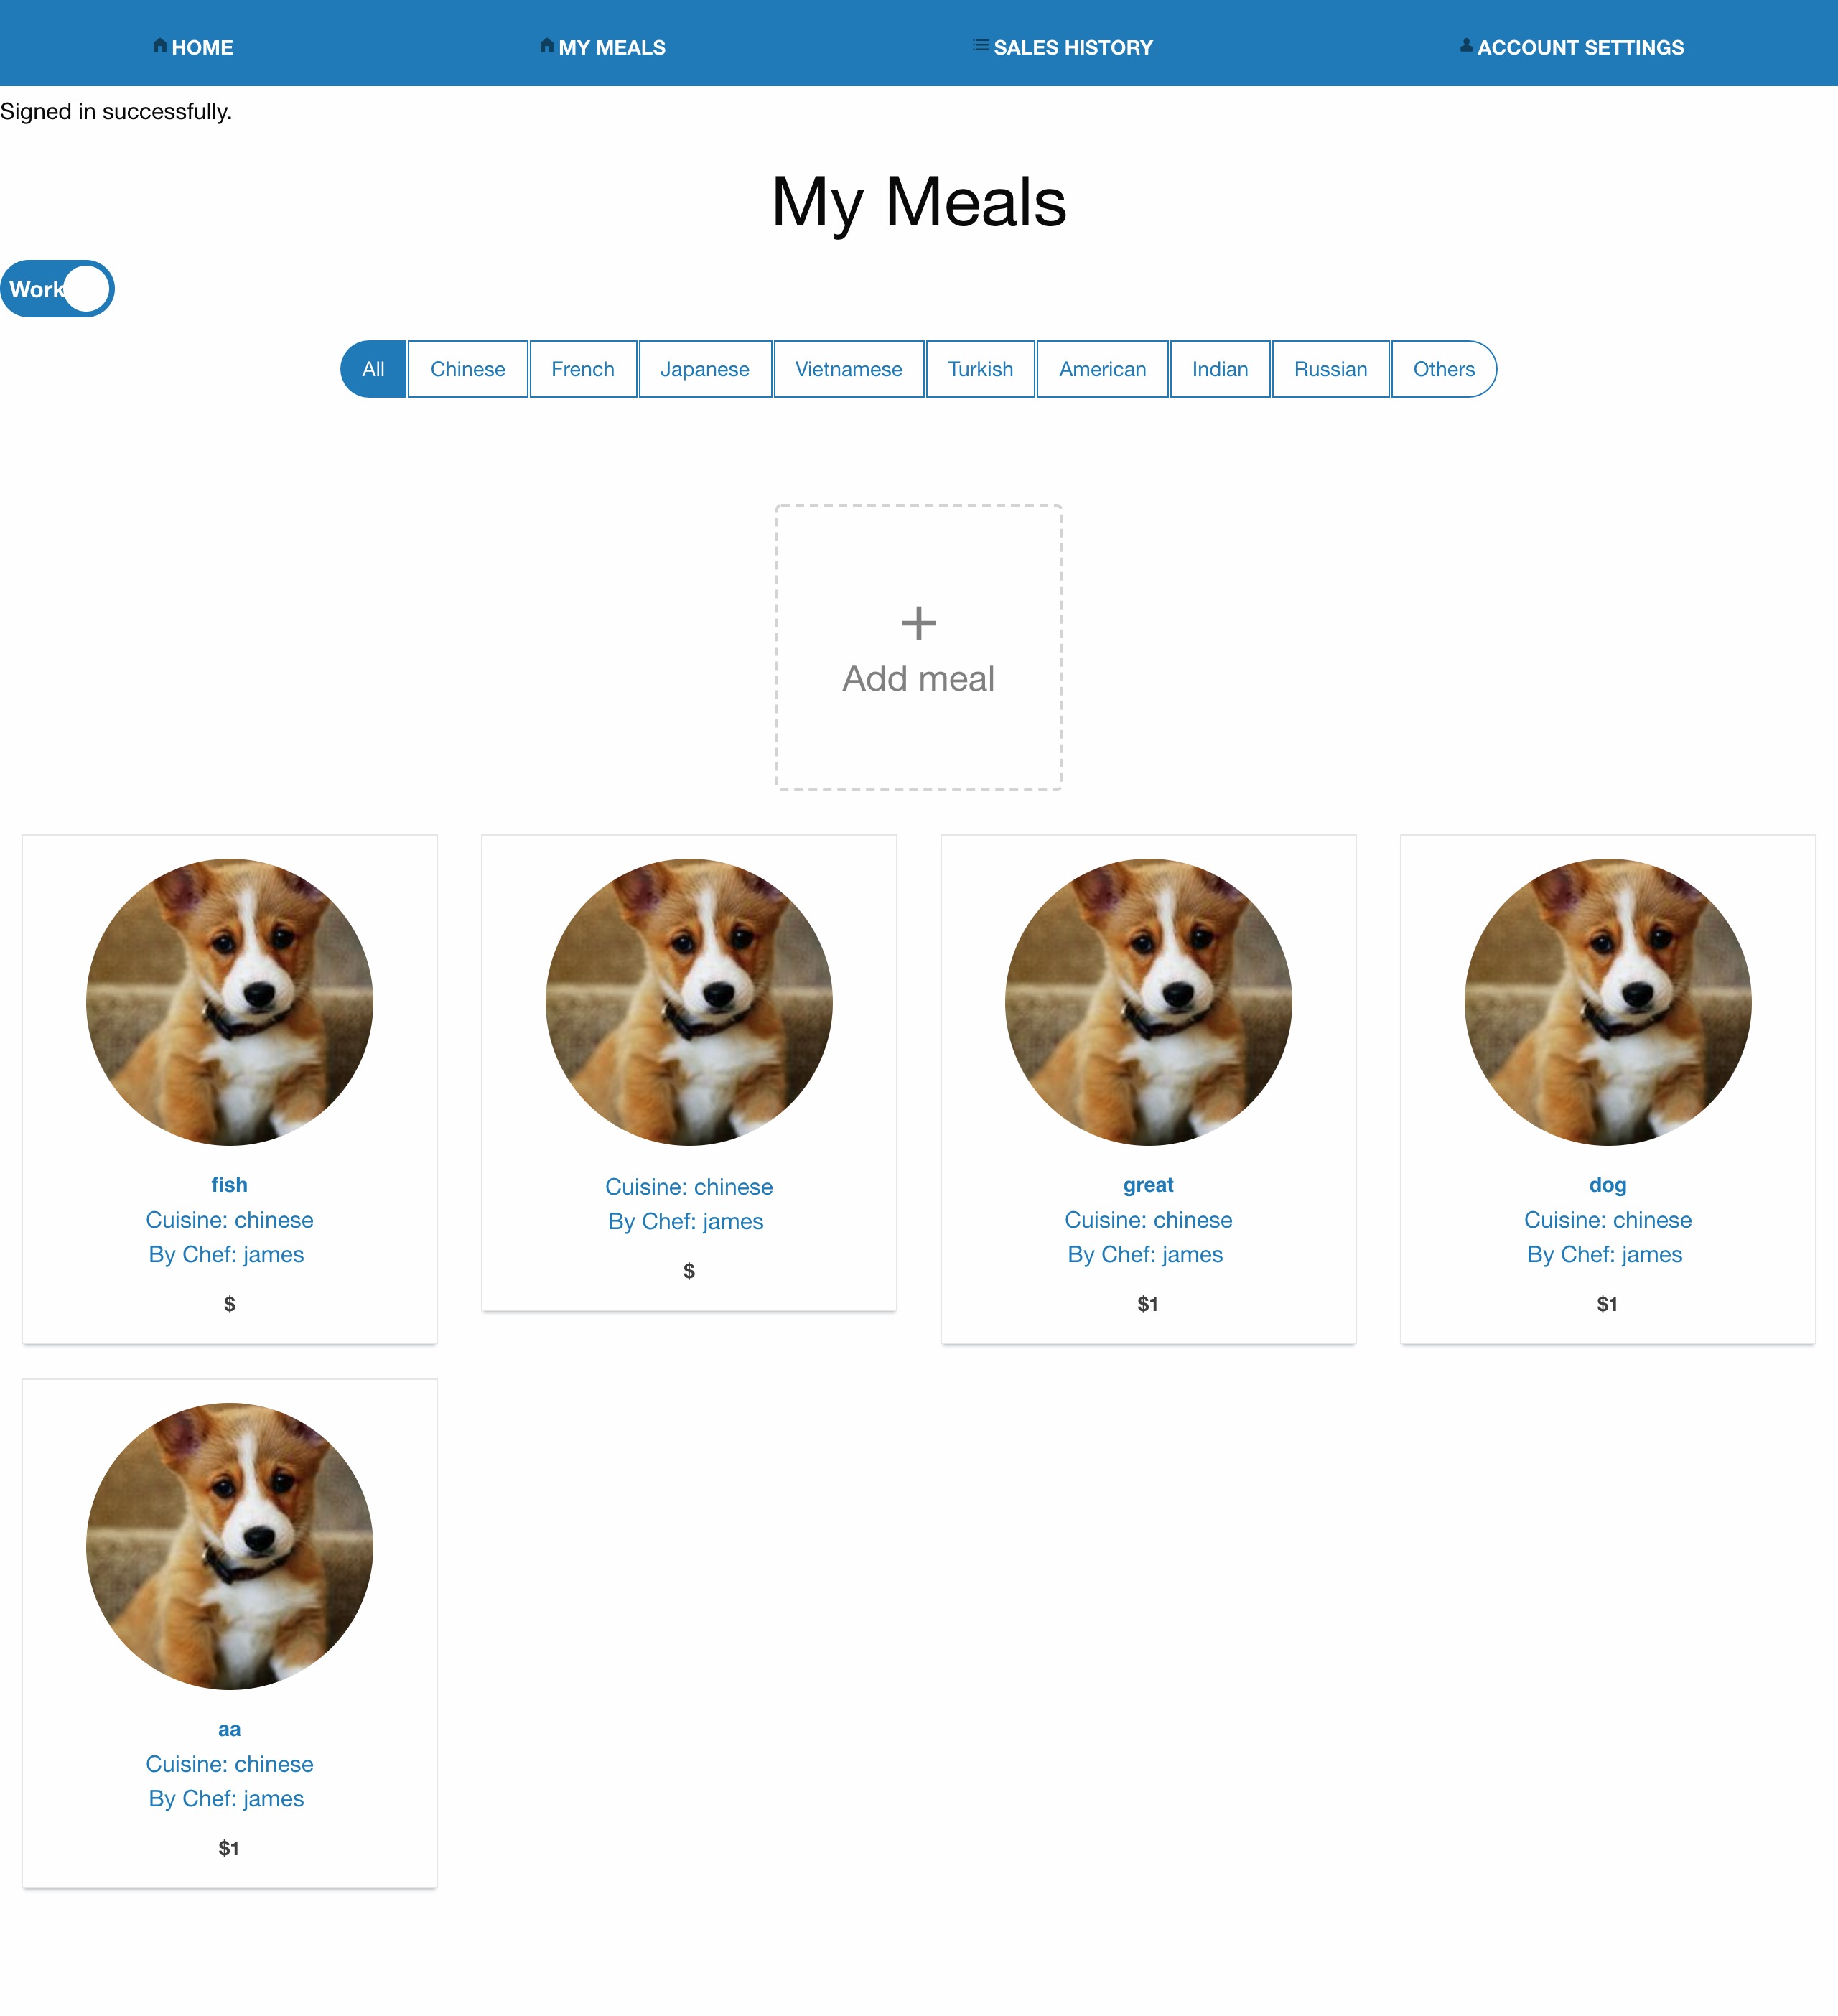 HOME MY MEALS SALES HISTORY ACCOUNT SETTINGS
Signed in successfully.
My Meals
Work
All Chinese French Japanese Vietnamese Turkish American Indian Russian Others
+
Add meal
fish
Cuisine: chinese
By Chef: james
$
Cuisine: chinese
By Chef: james
$
great
Cuisine: chinese
By Chef: james
$1
dog
Cuisine: chinese
By Chef: james
$1
aa
Cuisine: chinese
By Chef: james
$1